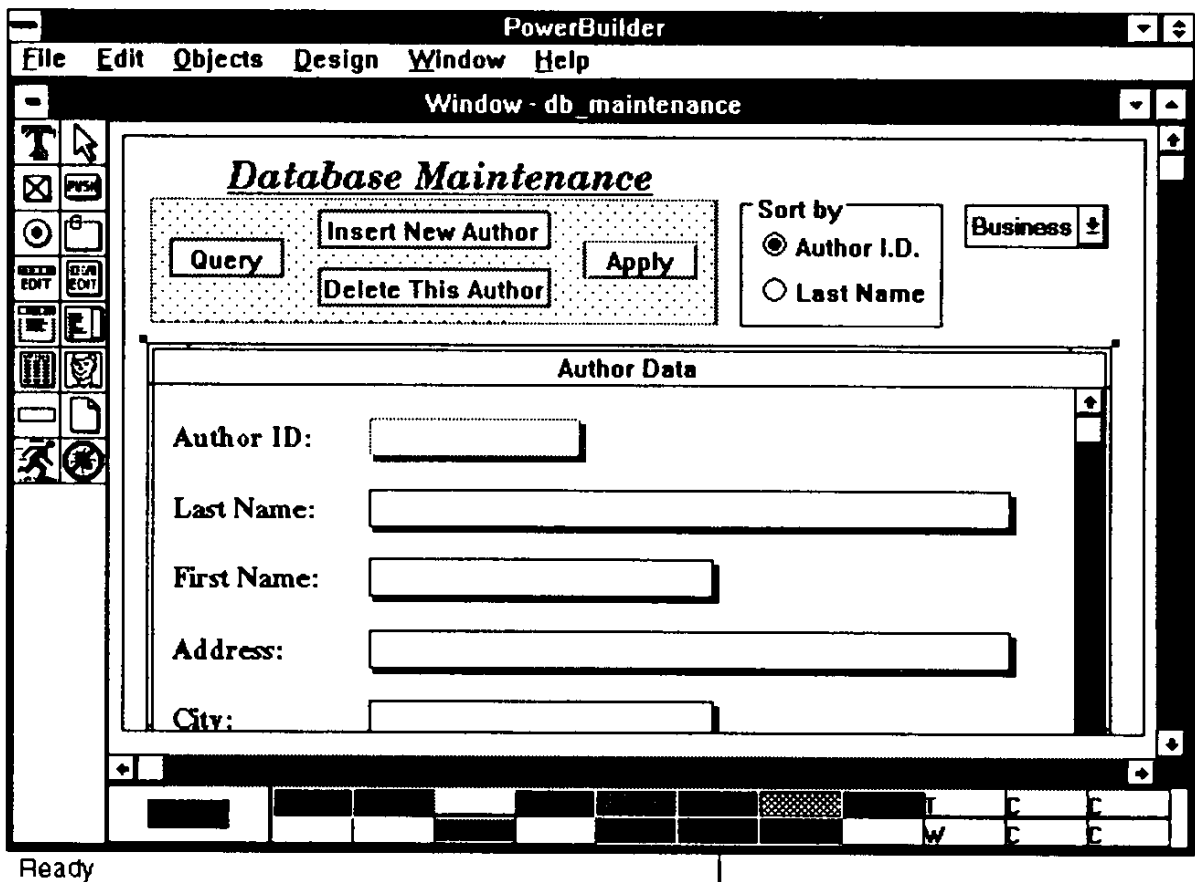 PowerBuilder
File Edit Objects Design Window Help
Window - db_maintenance
Database Maintenance
Query
Insert New Author
Delete This Author
Apply
Sort by
Author I.D.
Last Name
Business
PUSH
EDIT
EDIT
Author Data
Author ID:
Last Name:
First Name:
Address:
City:
T C C
W C C
Ready